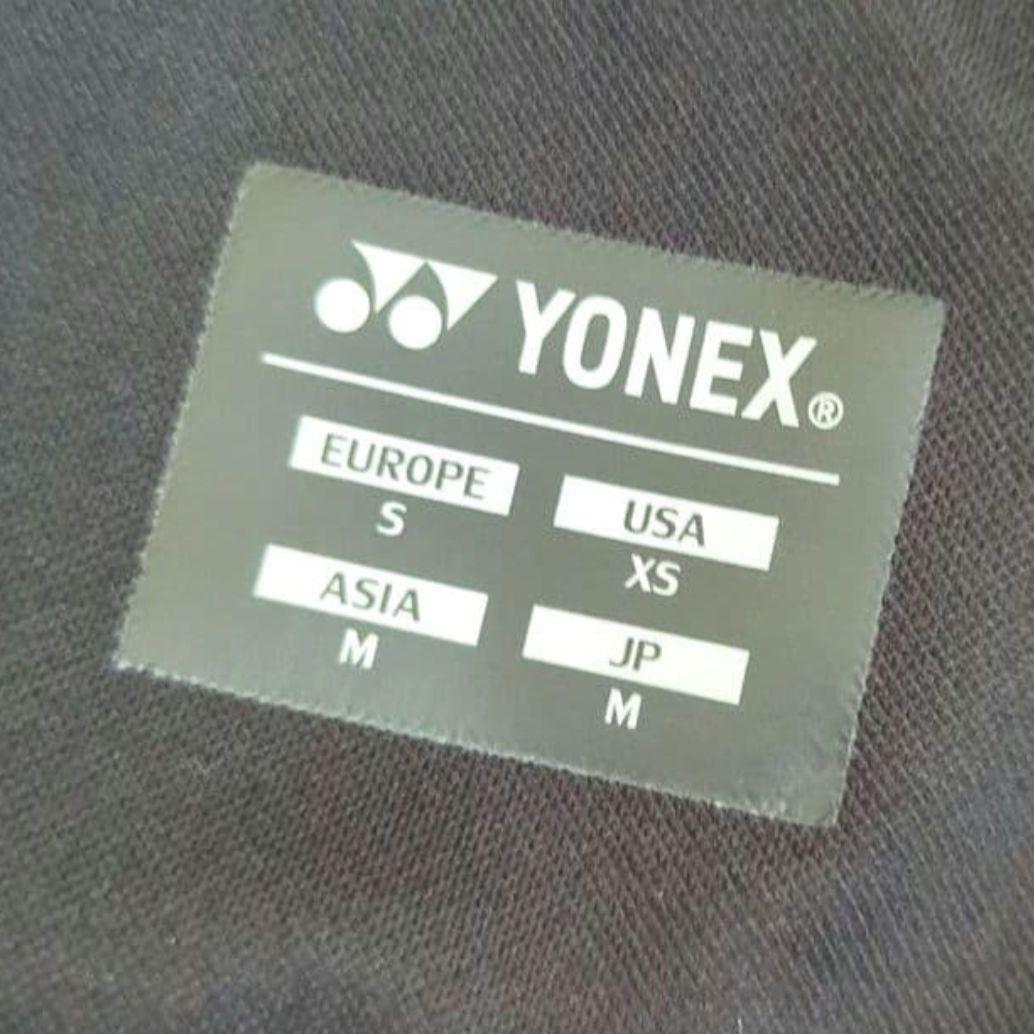 YONEX®
EUROPE USA
S XS
ASIA JP
M M